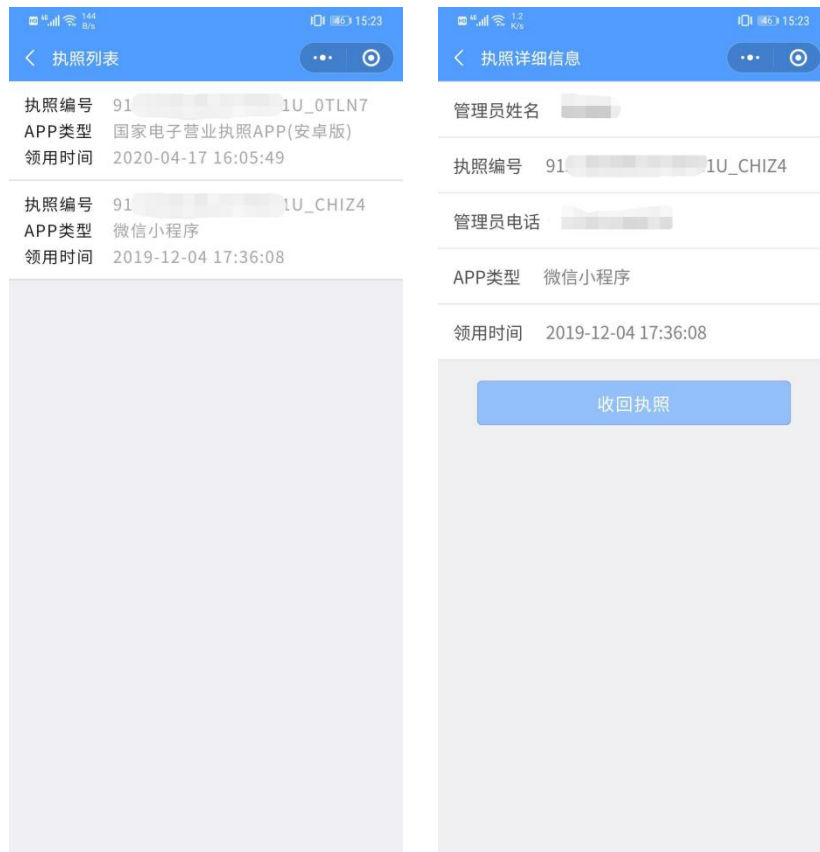 144
B/s
46
15:23
执照列表
执照编号 91 1U_0TLN7
APP类型 国家电子营业执照APP(安卓版)
领用时间 2020-04-17 16:05:49
执照编号 91 1U_CHIZ4
APP类型 微信小程序
领用时间 2019-12-04 17:36:08
1.2
K/s
46
15:23
执照详细信息
管理员姓名
执照编号 91 1U_CHIZ4
管理员电话
APP类型 微信小程序
领用时间 2019-12-04 17:36:08
收回执照